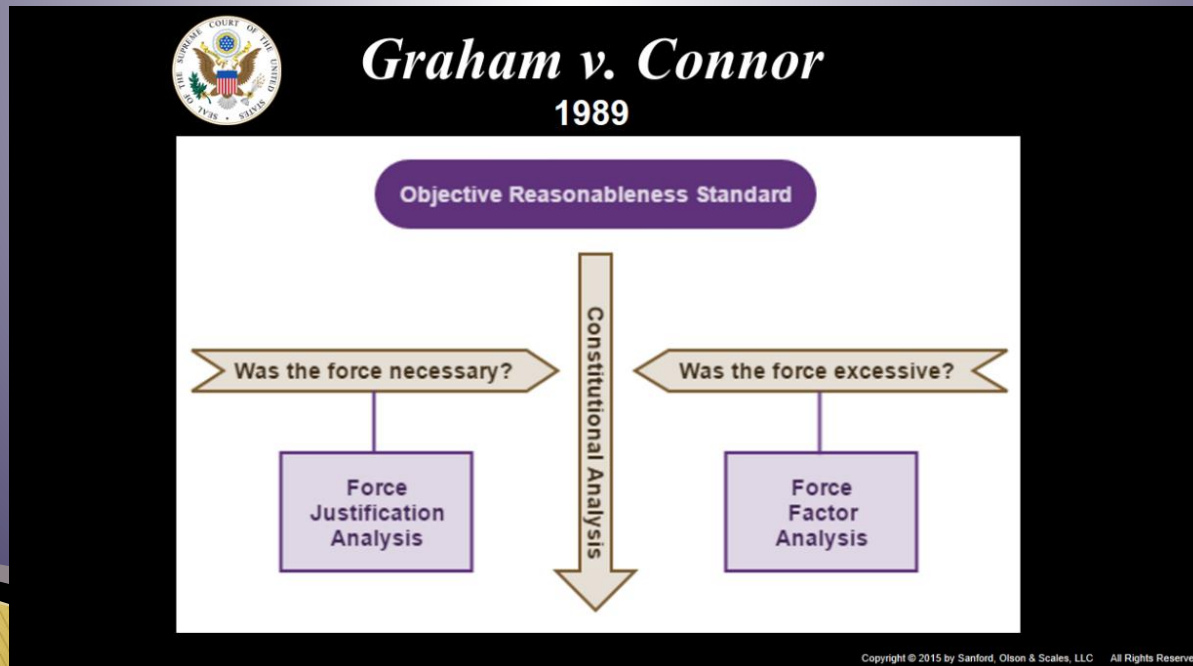 SEAL OF THE SUPREME COURT OF THE UNITED STATES
Graham v. Connor
1989
Objective Reasonableness Standard
Constitutional Analysis
Was the force necessary?
Was the force excessive?
Force
Justification
Analysis
Force
Factor
Analysis
Copyright © 2015 by Sanford, Olson & Scales, LLC All Rights Reserve